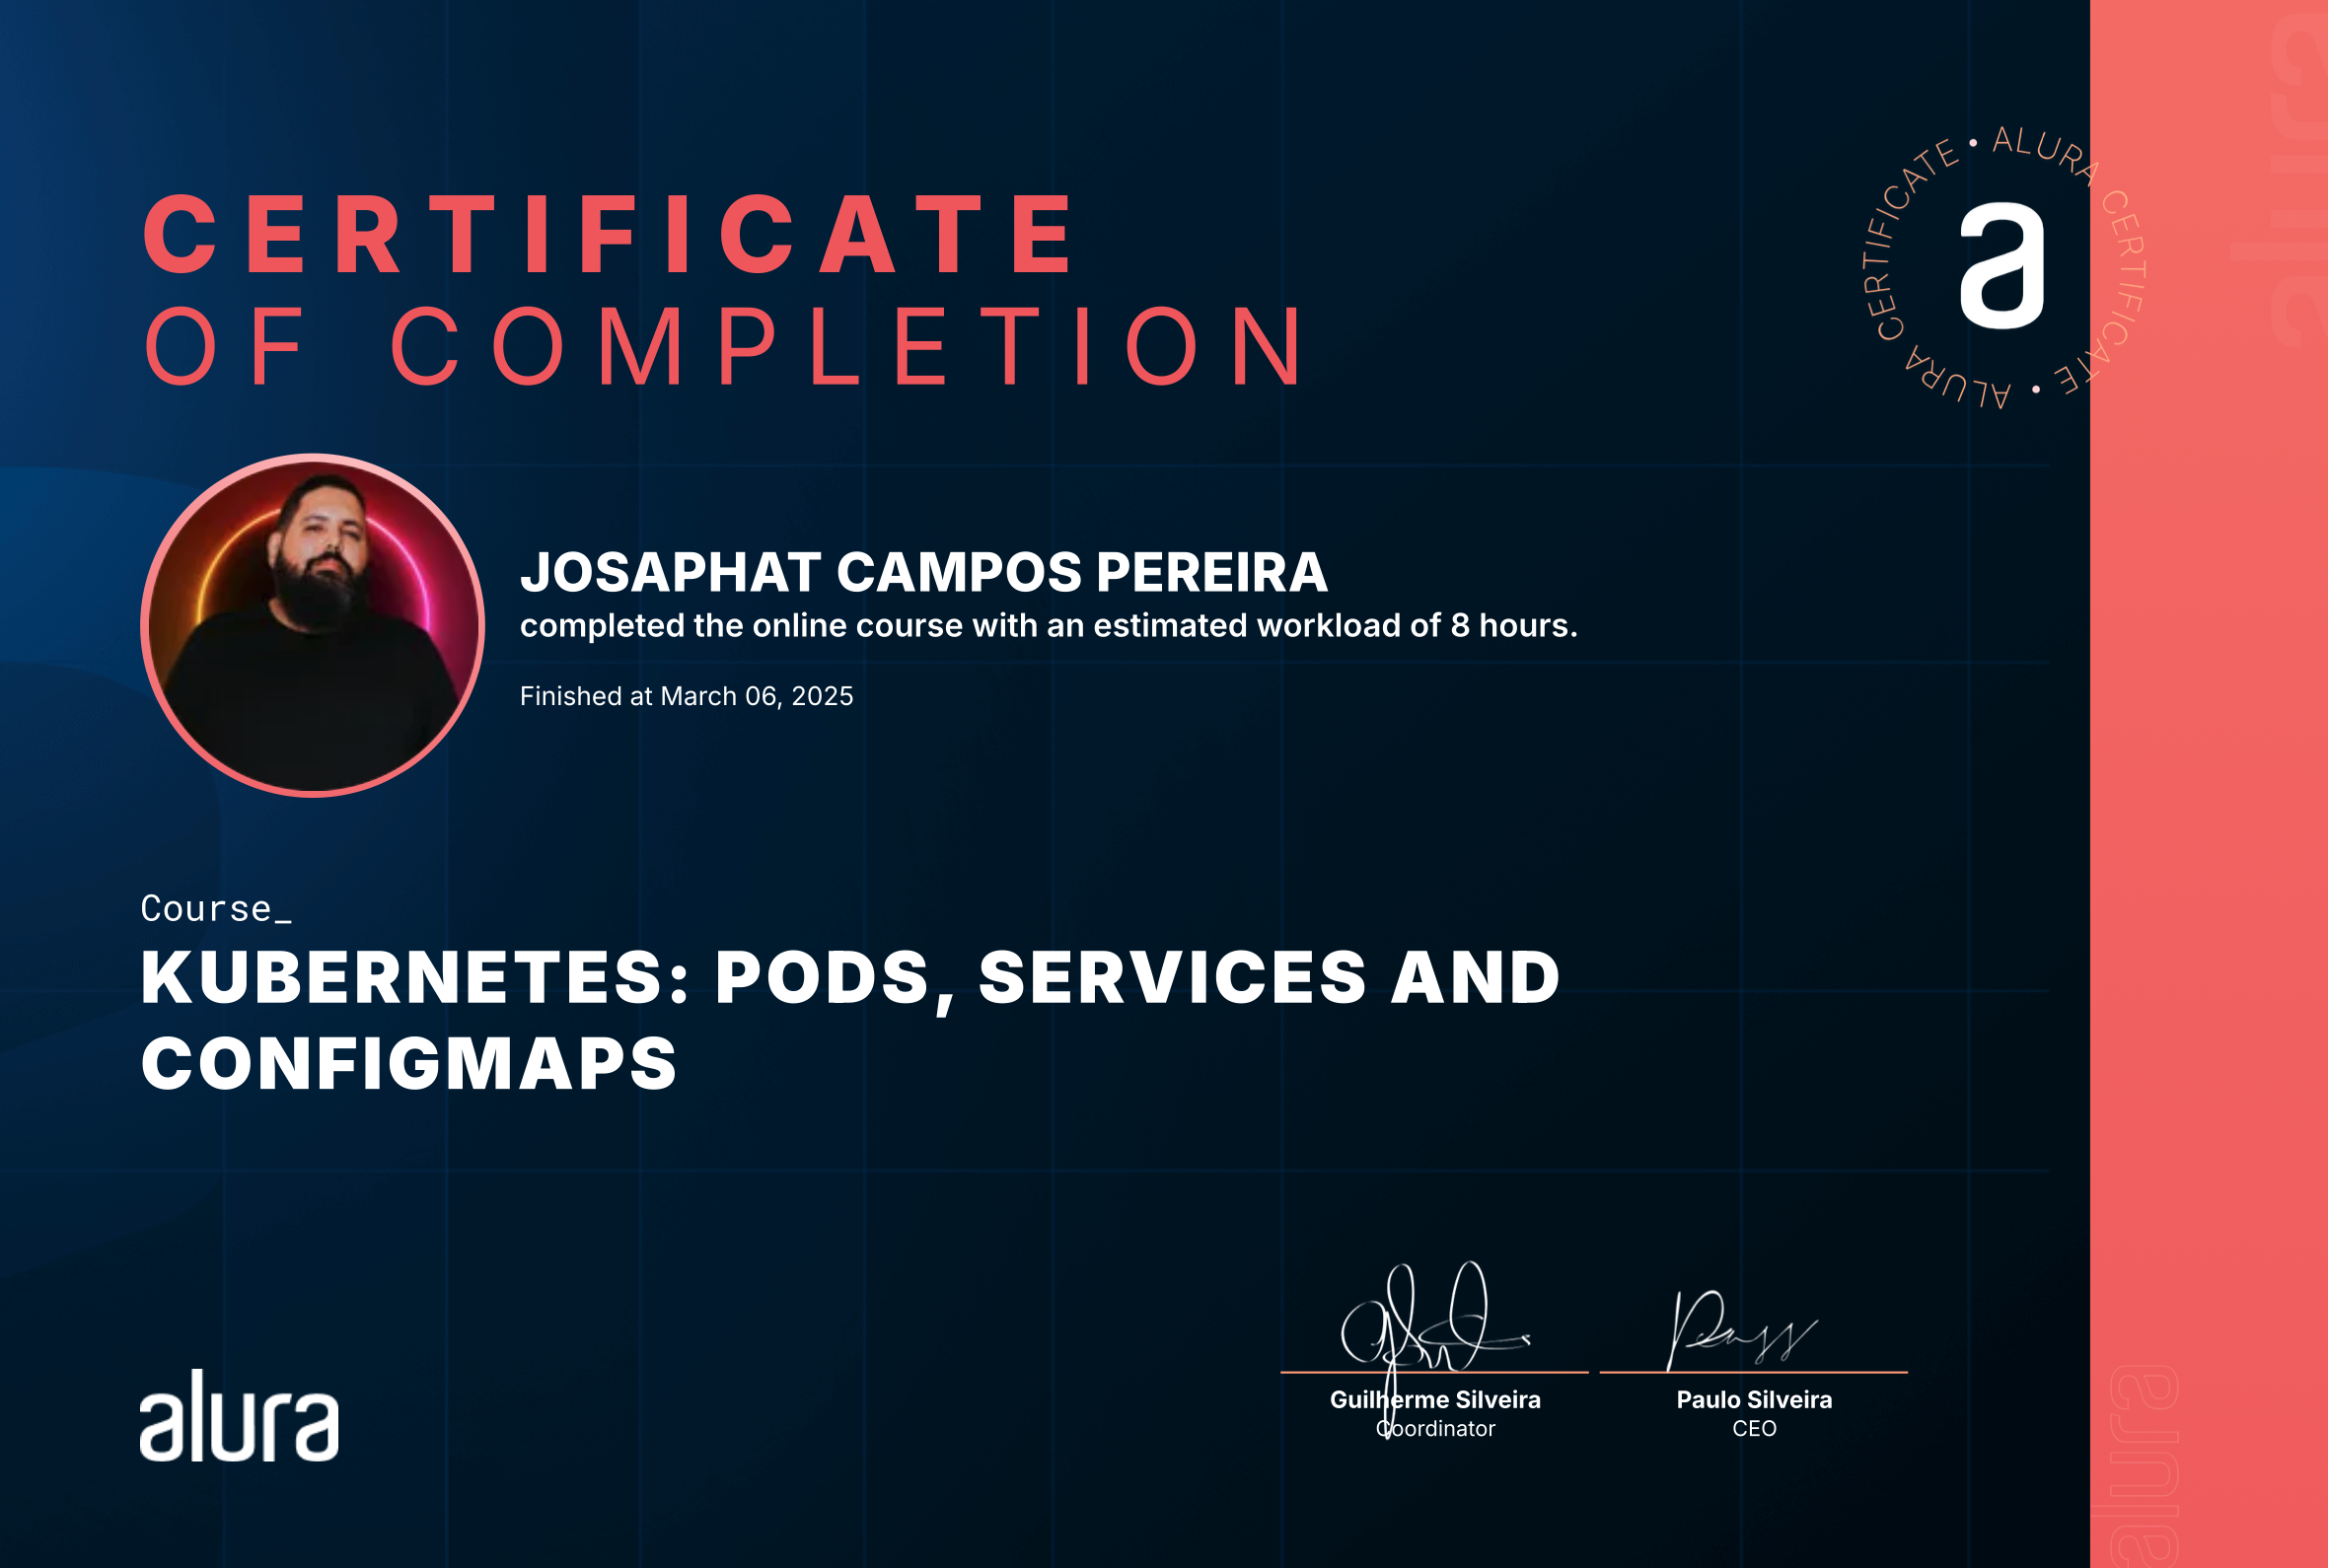 CERTIFICATE
OF COMPLETION
ALURA CERTIFICATE • ALURA CERTIFICATE •
a
JOSAPHAT CAMPOS PEREIRA
completed the online course with an estimated workload of 8 hours.
Finished at March 06, 2025
Course_
KUBERNETES: PODS, SERVICES AND
CONFIGMAPS
Guilherme Silveira
Coordinator
Paulo Silveira
CEO
alura
alura
alura